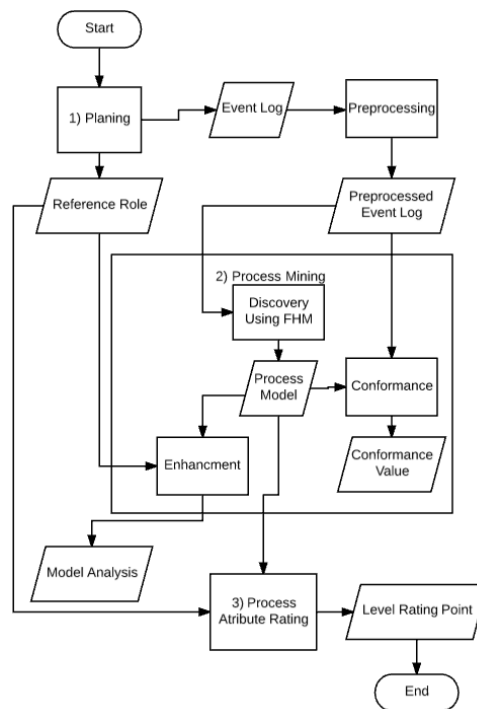 Start
1) Planing
Event Log
Preprocessing
Reference Role
Preprocessed
Event Log
2) Process Mining
Discovery
Using FHM
Process
Model
Conformance
Enhancment
Conformance
Value
Model Analysis
3) Process
Atribute Rating
Level Rating Point
End